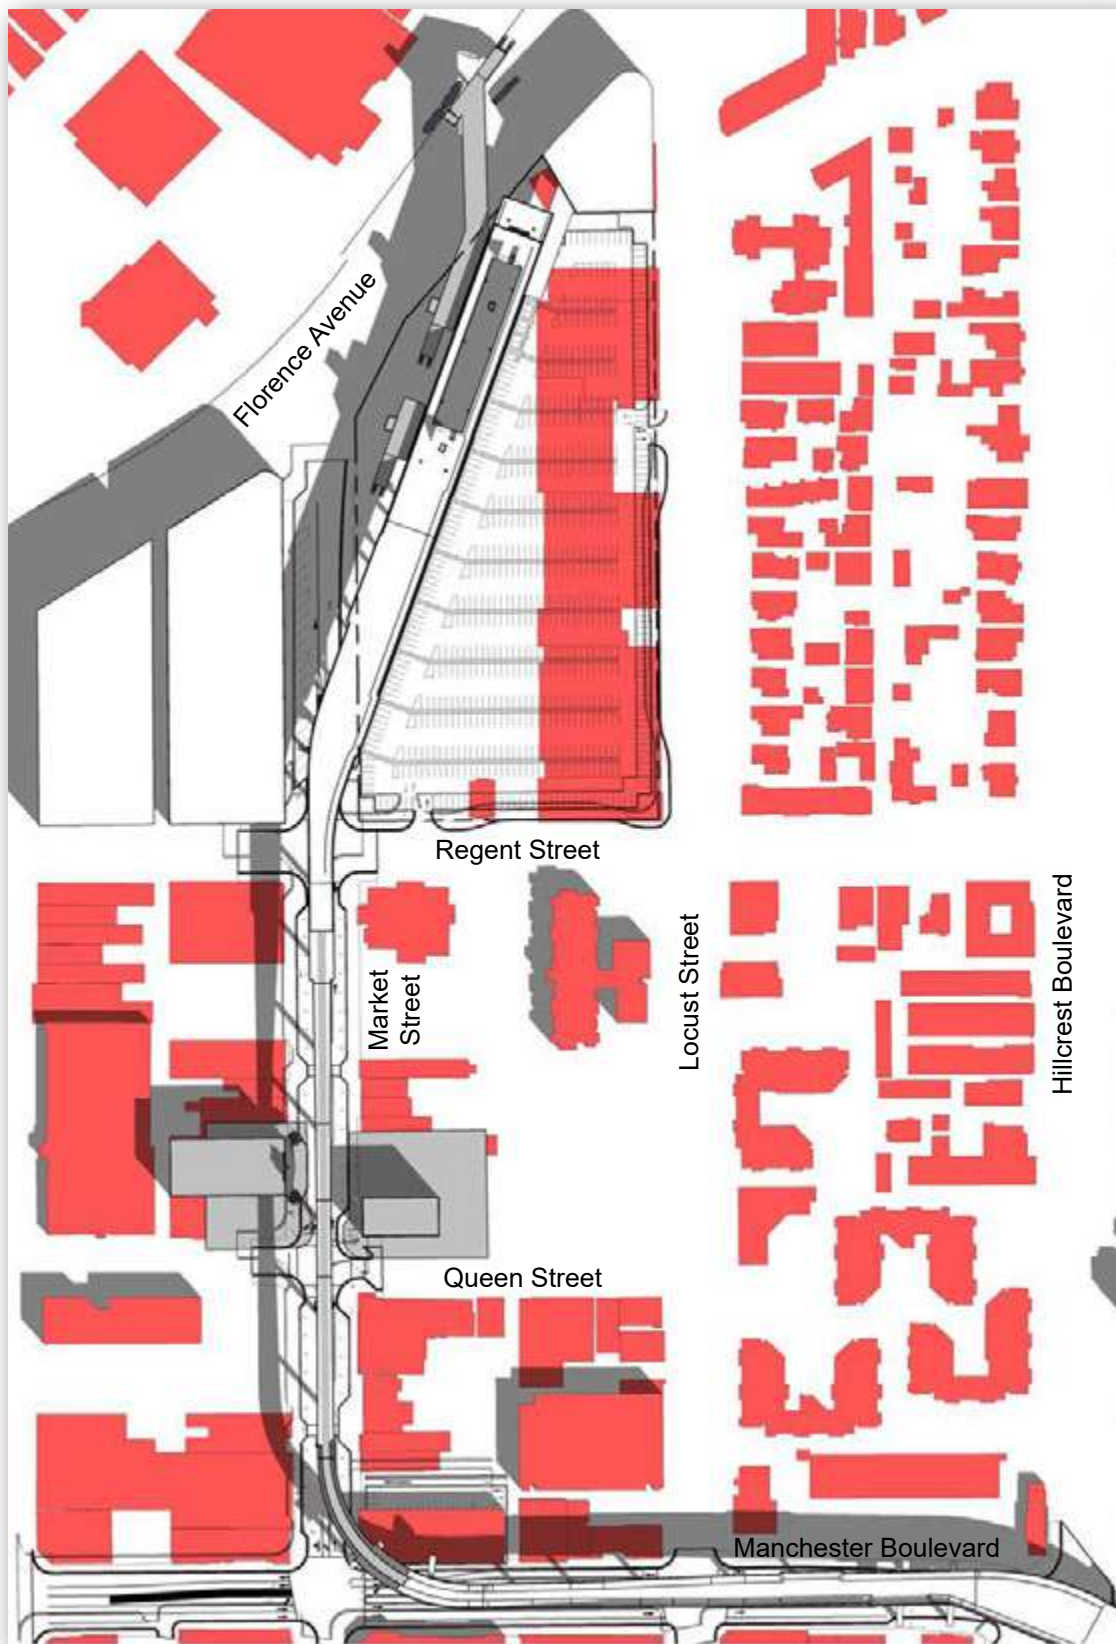 Florence Avenue
Regent Street
Market
Street
Locust Street
Hillcrest Boulevard
Queen Street
Manchester Boulevard